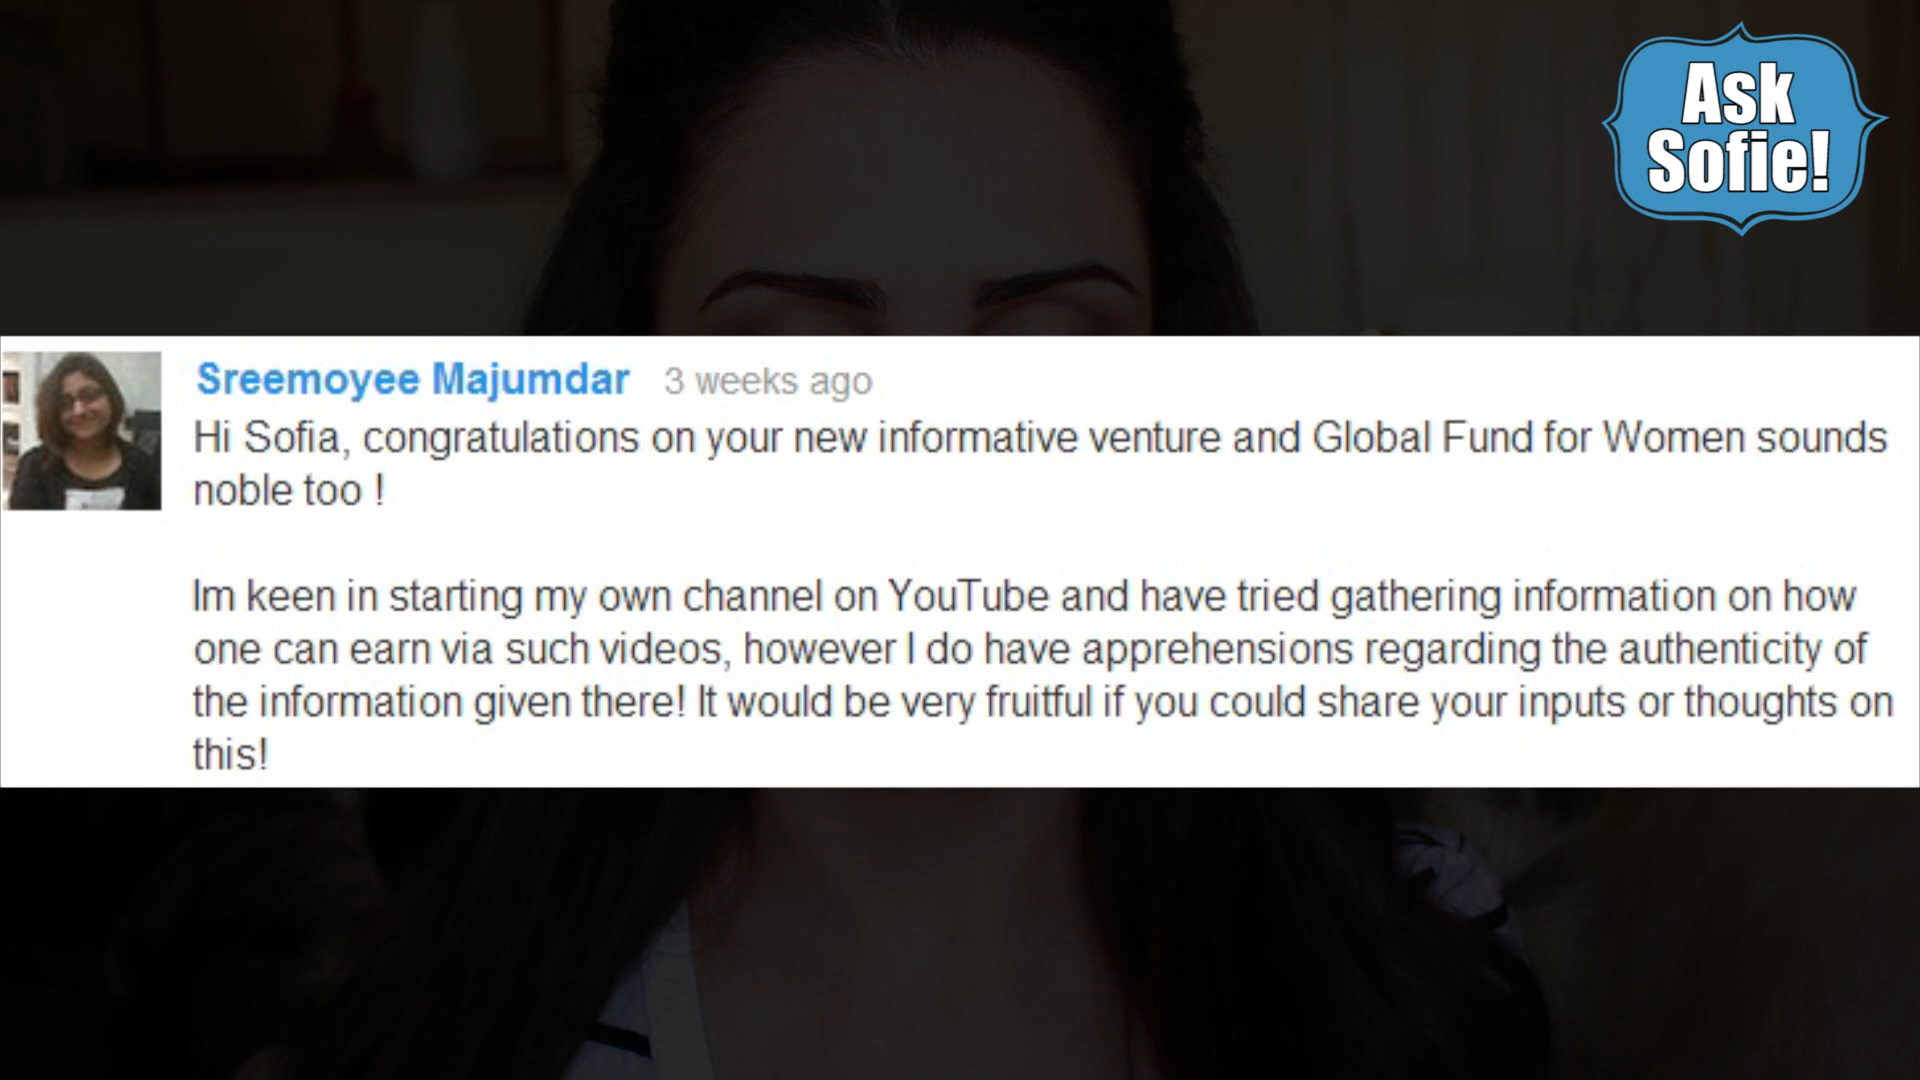 Ask
Sofie!
Sreemoyee Majumdar 3 weeks ago
Hi Sofia, congratulations on your new informative venture and Global Fund for Women sounds
noble too !
Im keen in starting my own channel on YouTube and have tried gathering information on how
one can earn via such videos, however I do have apprehensions regarding the authenticity of
the information given there! It would be very fruitful if you could share your inputs or thoughts on
this!